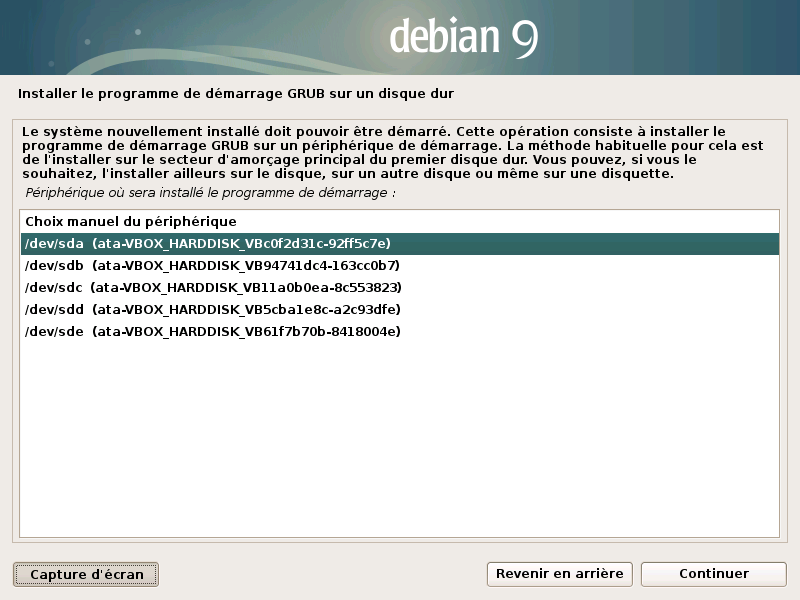 debian 9
Installer le programme de démarrage GRUB sur un disque dur
Le système nouvellement installé doit pouvoir être démarré. Cette opération consiste à installer le
programme de démarrage GRUB sur un périphérique de démarrage. La méthode habituelle pour cela est
de l'installer sur le secteur d'amorçage principal du premier disque dur. Vous pouvez, si vous le
souhaitez, l'installer ailleurs sur le disque, sur un autre disque ou même sur une disquette.
Périphérique où sera installé le programme de démarrage :
Choix manuel du périphérique
/dev/sda (ata-VBOX_HARDDISK_VBc0f2d31c-92ff5c7e)
/dev/sdb (ata-VBOX_HARDDISK_VB94741dc4-163cc0b7)
/dev/sdc (ata-VBOX_HARDDISK_VB11a0b0ea-8c553823)
/dev/sdd (ata-VBOX_HARDDISK_VB5cba1e8c-a2c93dfe)
/dev/sde (ata-VBOX_HARDDISK_VB61f7b70b-8418004e)
Capture d'écran
Revenir en arrière
Continuer